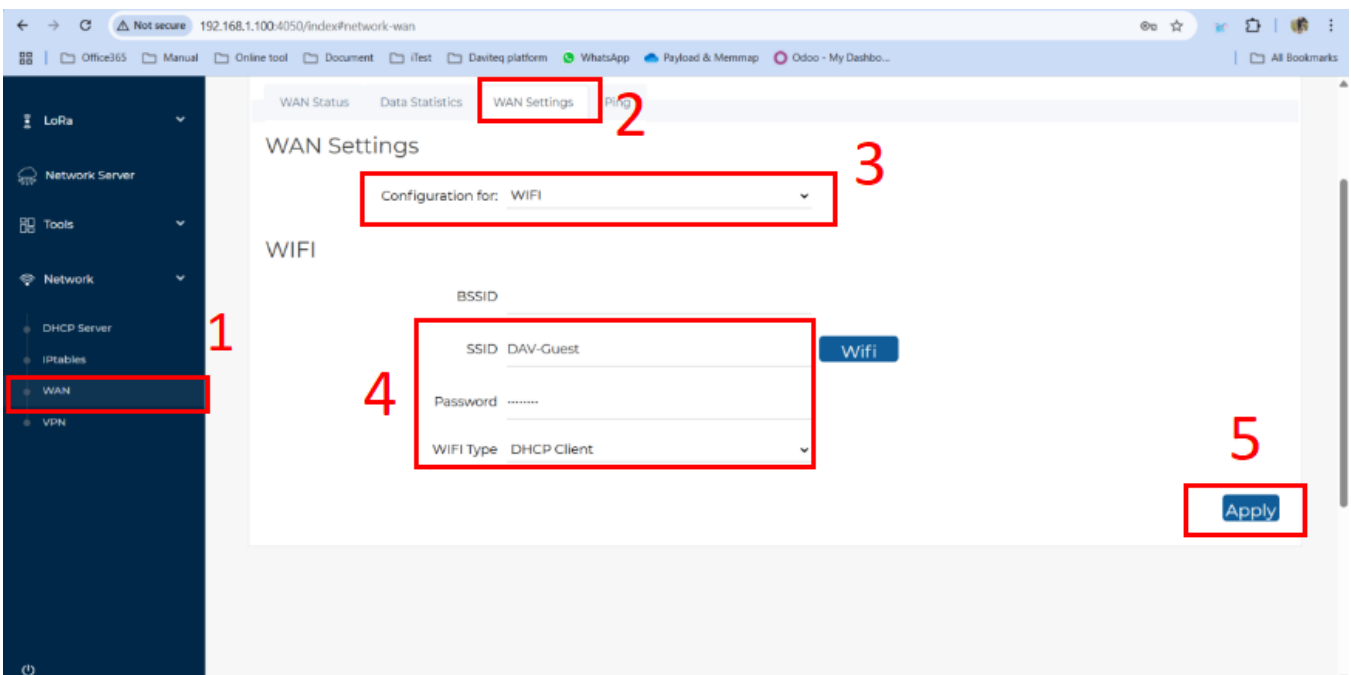 Not secure 192.168.1.100:4050/index#network-wan
Office365 Manual Online tool Document iTest Daviteq platform WhatsApp Payload & Memmap Odoo - My Dashbo... All Bookmarks
LoRa
Network Server
Tools
Network
DHCP Server
IPtables
WAN
VPN
1
WAN Status Data Statistics WAN Settings Ping
2
WAN Settings
3
Configuration for: WIFI
WIFI
BSSID
4
SSID DAV-Guest Wifi
Password ········
WIFI Type DHCP Client
5
Apply